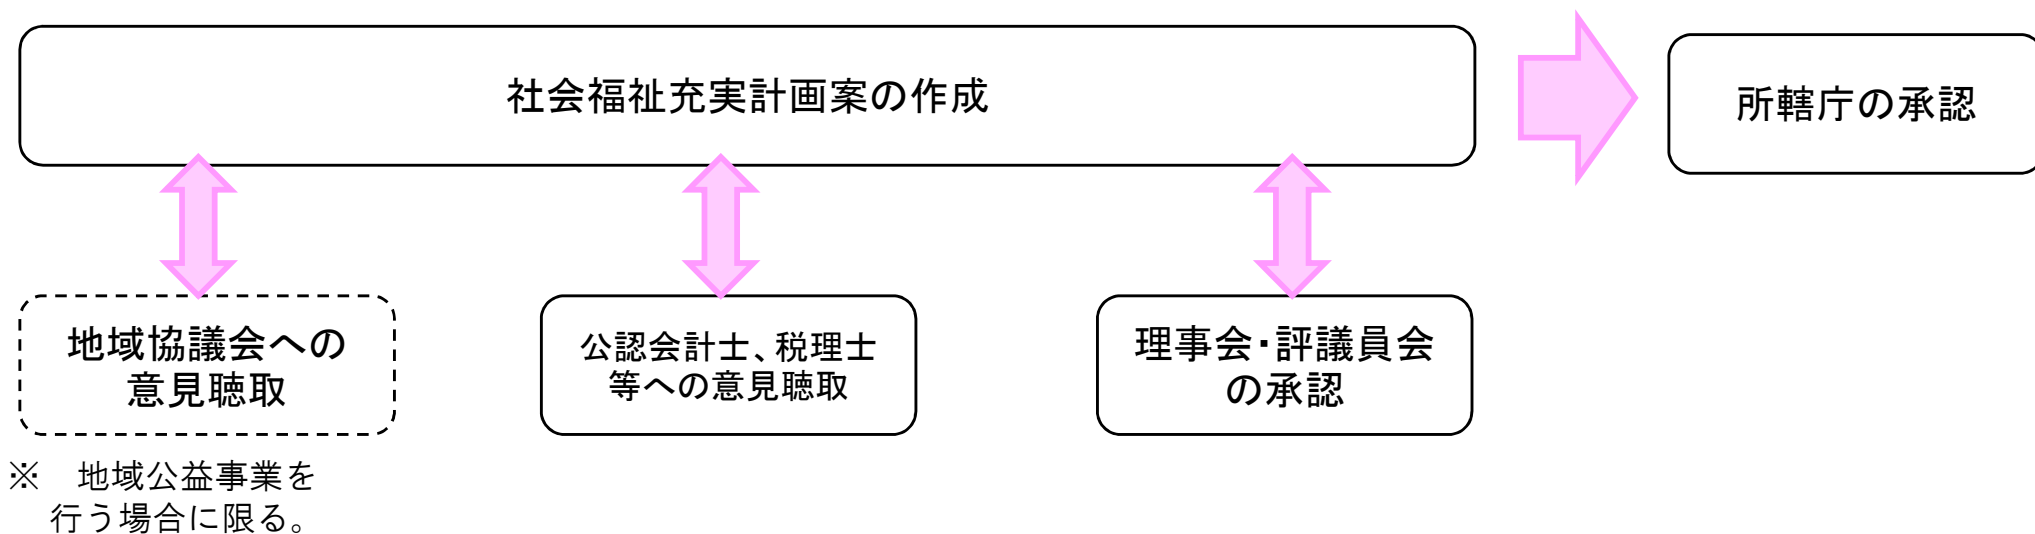 社会福祉充実計画案の作成
所轄庁の承認
地域協議会への
意見聴取
公認会計士、税理士
等への意見聴取
理事会・評議員会
の承認
※　地域公益事業を
行う場合に限る。